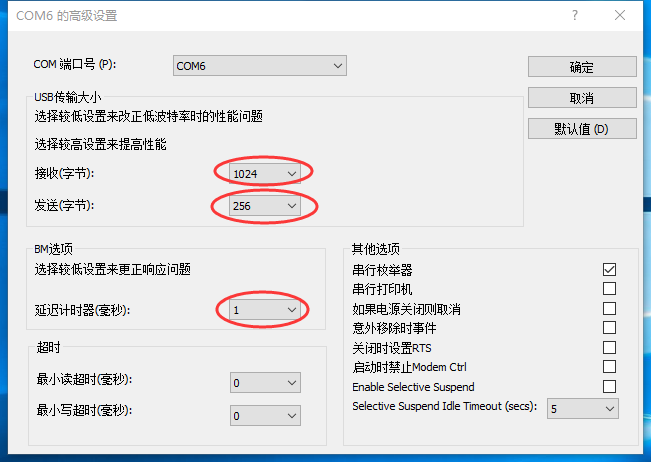 COM6 的高级设置
COM 端口号 (P):
COM6
确定
取消
默认值 (D)
USB传输大小
选择较低设置来改正低波特率时的性能问题
选择较高设置来提高性能
接收(字节):
1024
发送(字节):
256
BM选项
选择较低设置来更正响应问题
延迟计时器(毫秒):
1
超时
最小读超时(毫秒):
0
最小写超时(毫秒):
0
其他选项
串行枚举器
串行打印机
如果电源关闭则取消
意外移除时事件
关闭时设置RTS
启动时禁止Modem Ctrl
Enable Selective Suspend
Selective Suspend Idle Timeout (secs):
5